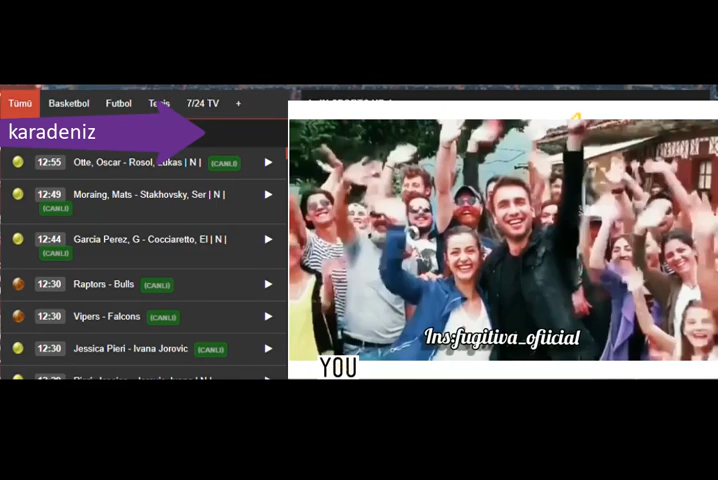 Tümü Basketbol Futbol Tenis 7/24 TV +
karadeniz
12:55 Otte, Oscar - Rosol, Lukas | N | (CANLI)
12:49 Moraing, Mats - Stakhovsky, Ser | N |
(CANLI)
12:44 Garcia Perez, G - Cocciaretto, El | N |
(CANLI)
12:30 Raptors - Bulls (CANLI)
12:30 Vipers - Falcons (CANLI)
12:30 Jessica Pieri - Ivana Jorovic (CANLI)
Ins:fugitiva_ofiicial
YOU